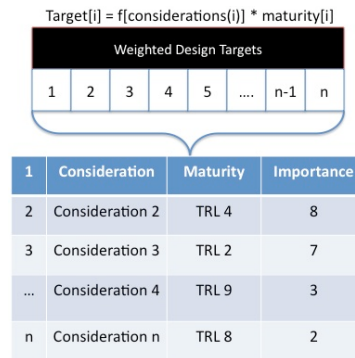 Target[i] = f[considerations(i)] * maturity[i]
Weighted Design Targets
1 2 3 4 5 .... n-1 n
1 Consideration Maturity Importance
2 Consideration 2 TRL 4 8
3 Consideration 3 TRL 2 7
... Consideration 4 TRL 9 3
n Consideration n TRL 8 2